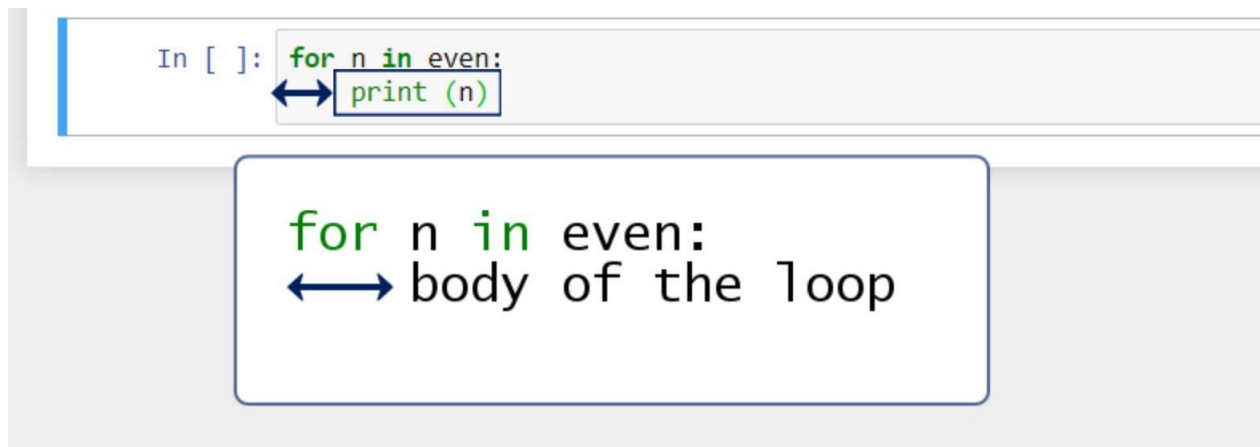 In [ ]: for n in even:
print (n)
for n in even:
body of the loop